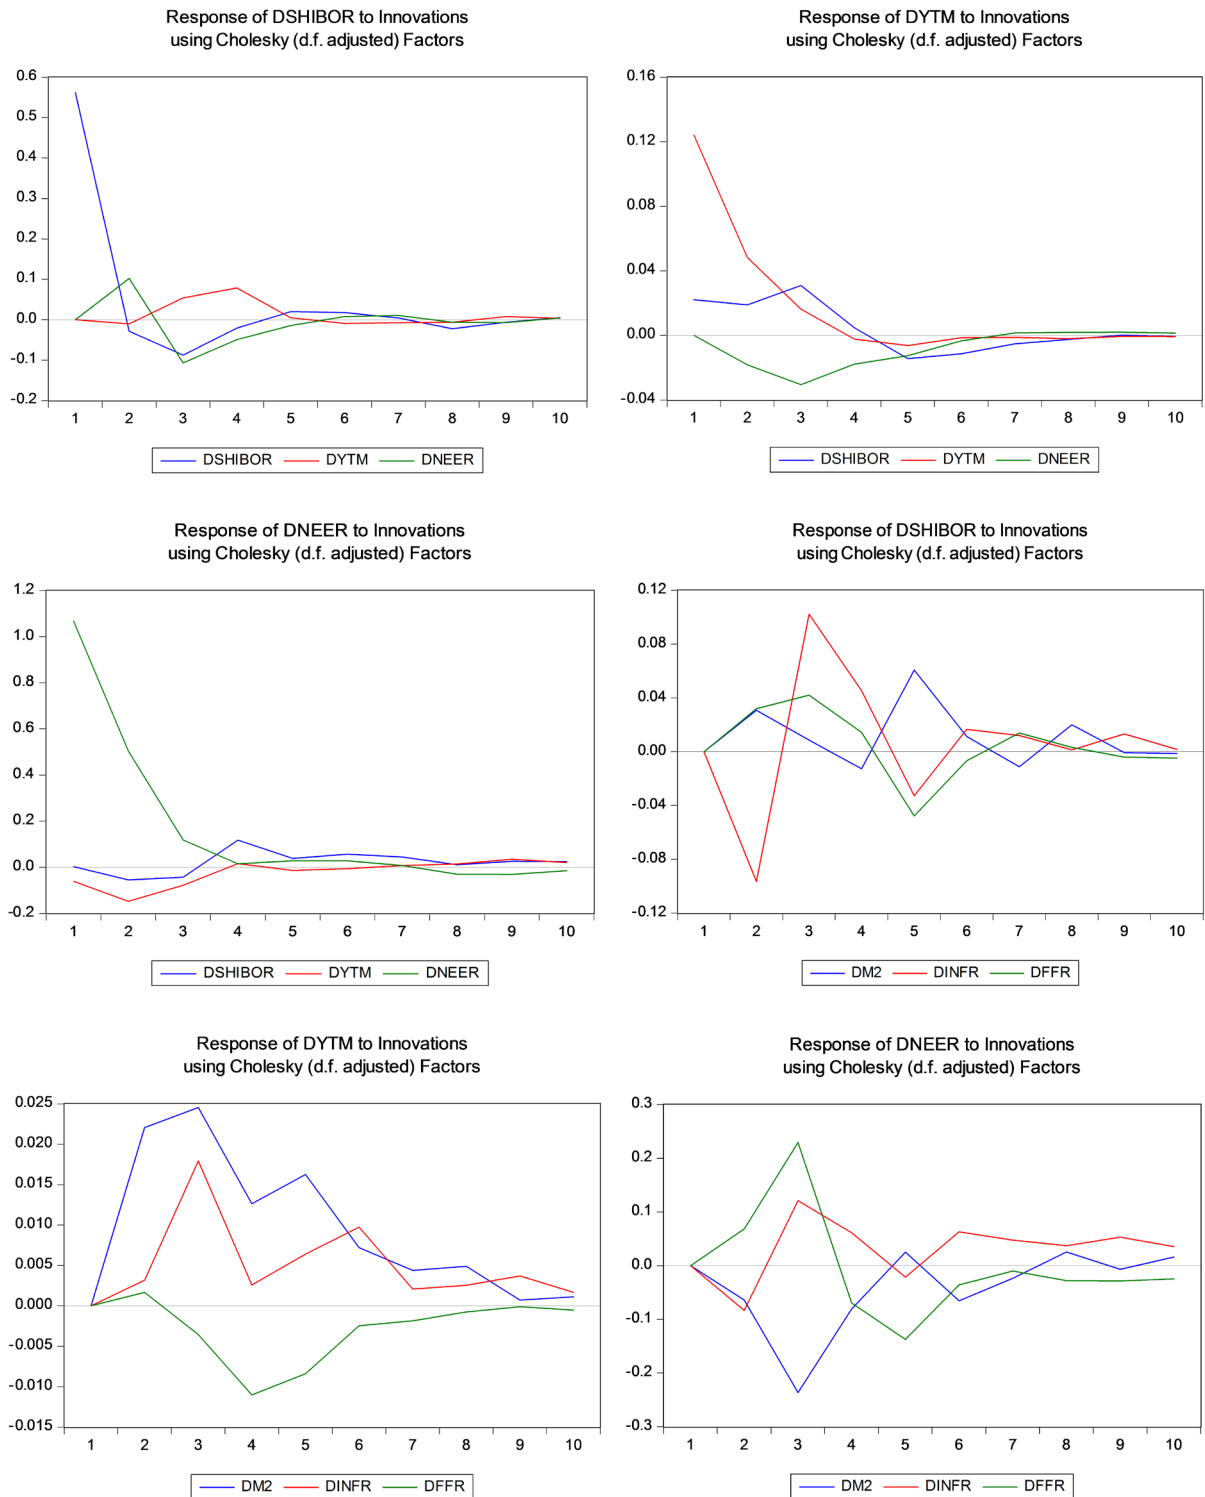 Response of DSHIBOR to Innovations
using Cholesky (d.f. adjusted) Factors
0.6
0.5
0.4
0.3
0.2
0.1
0.0
-0.1
-0.2
1 2 3 4 5 6 7 8 9 10
DSHIBOR DYTM DNEER
Response of DYTM to Innovations
using Cholesky (d.f. adjusted) Factors
0.16
0.12
0.08
0.04
0.00
-0.04
1 2 3 4 5 6 7 8 9 10
DSHIBOR DYTM DNEER
Response of DNEER to Innovations
using Cholesky (d.f. adjusted) Factors
1.2
1.0
0.8
0.6
0.4
0.2
0.0
-0.2
1 2 3 4 5 6 7 8 9 10
DSHIBOR DYTM DNEER
Response of DSHIBOR to Innovations
using Cholesky (d.f. adjusted) Factors
0.12
0.08
0.04
0.00
-0.04
-0.08
-0.12
1 2 3 4 5 6 7 8 9 10
DM2 DINFR DFFR
Response of DYTM to Innovations
using Cholesky (d.f. adjusted) Factors
0.025
0.020
0.015
0.010
0.005
0.000
-0.005
-0.010
-0.015
1 2 3 4 5 6 7 8 9 10
DM2 DINFR DFFR
Response of DNEER to Innovations
using Cholesky (d.f. adjusted) Factors
0.3
0.2
0.1
0.0
-0.1
-0.2
-0.3
1 2 3 4 5 6 7 8 9 10
DM2 DINFR DFFR